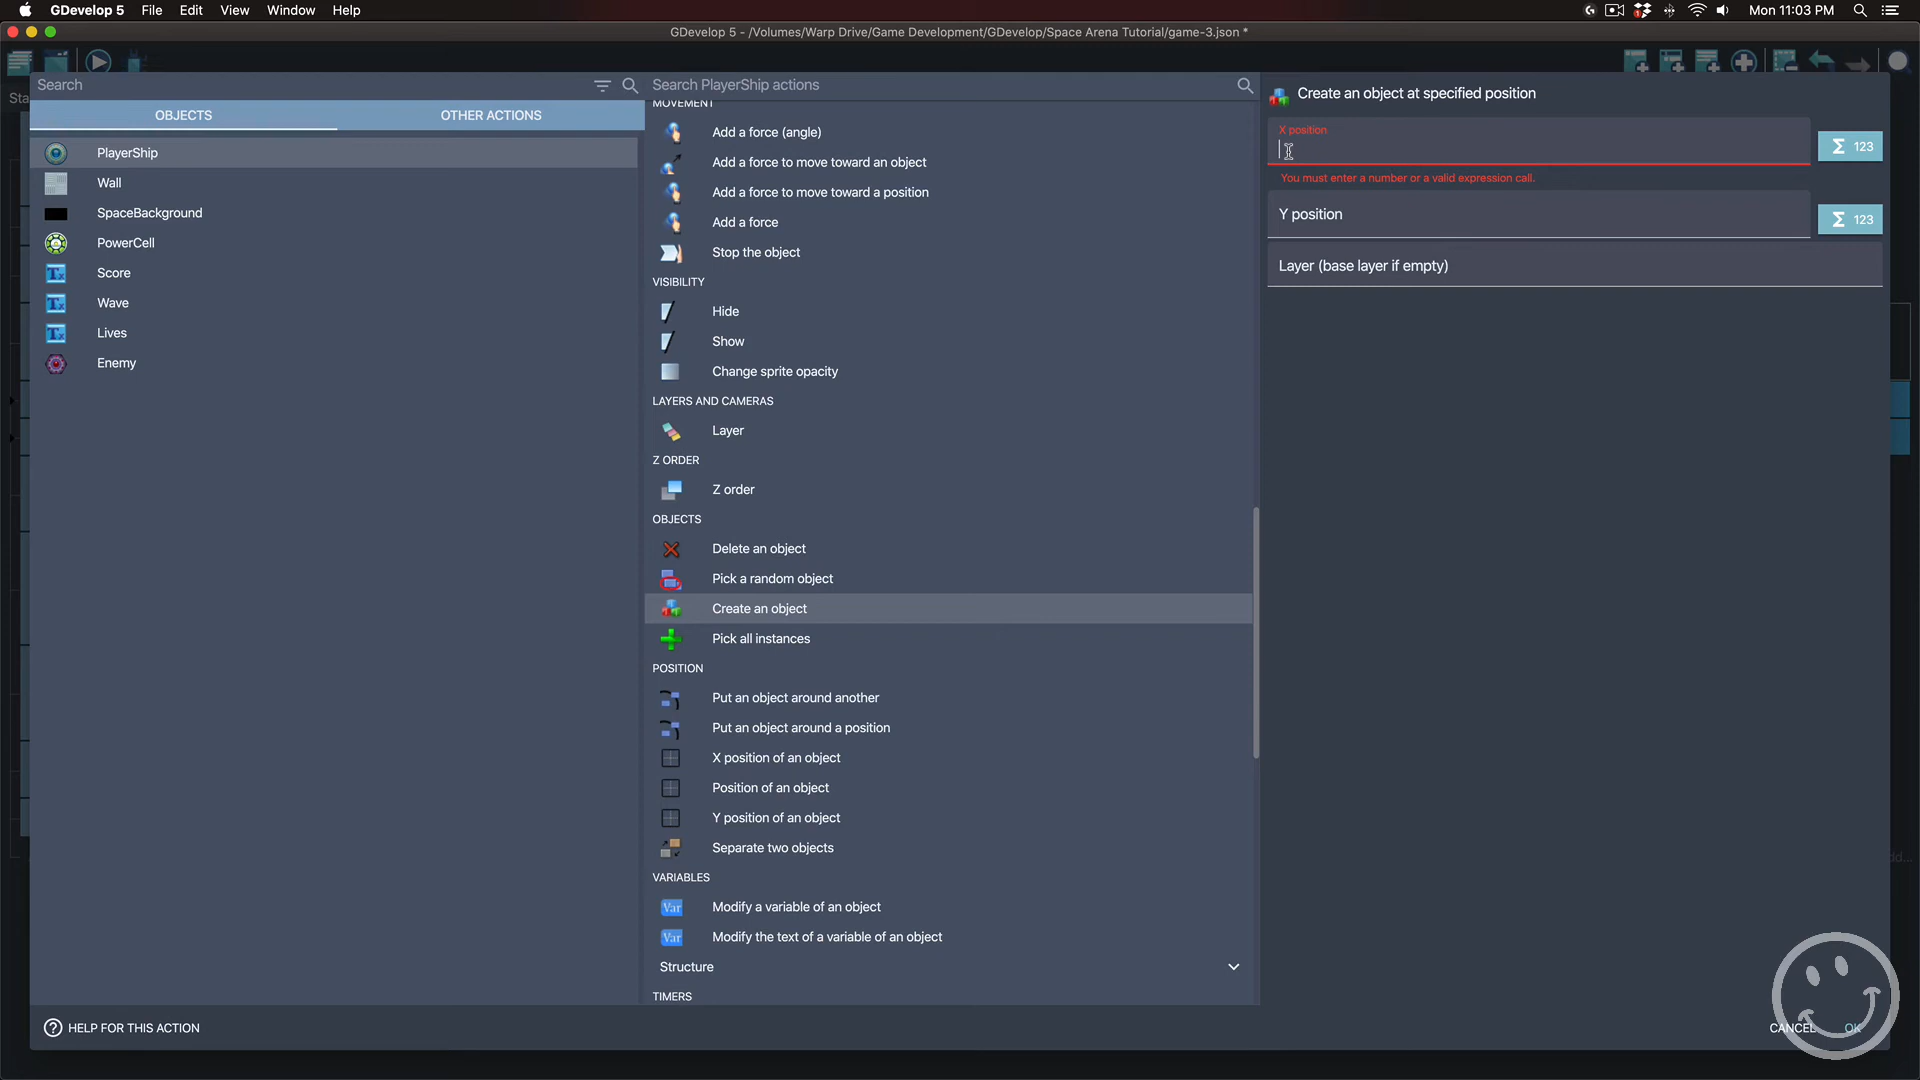 GDevelop 5 File Edit View Window Help
Mon 11:03 PM
GDevelop 5 - /Volumes/Warp Drive/Game Development/GDevelop/Space Arena Tutorial/game-3.json *
Sta
Search
OBJECTS
OTHER ACTIONS
PlayerShip
Wall
SpaceBackground
PowerCell
Tx Score
Tx Wave
Tx Lives
Enemy
HELP FOR THIS ACTION
Search PlayerShip actions
MOVEMENT
Add a force (angle)
Add a force to move toward an object
Add a force to move toward a position
Add a force
Stop the object
VISIBILITY
Hide
Show
Change sprite opacity
LAYERS AND CAMERAS
Layer
Z ORDER
Z order
OBJECTS
Delete an object
Pick a random object
Create an object
Pick all instances
POSITION
Put an object around another
Put an object around a position
X position of an object
Position of an object
Y position of an object
Separate two objects
VARIABLES
Var Modify a variable of an object
Var Modify the text of a variable of an object
Structure
TIMERS
Create an object at specified position
X position
Σ 123
You must enter a number or a valid expression call.
Y position
Σ 123
Layer (base layer if empty)
dd...
CANCEL
OK